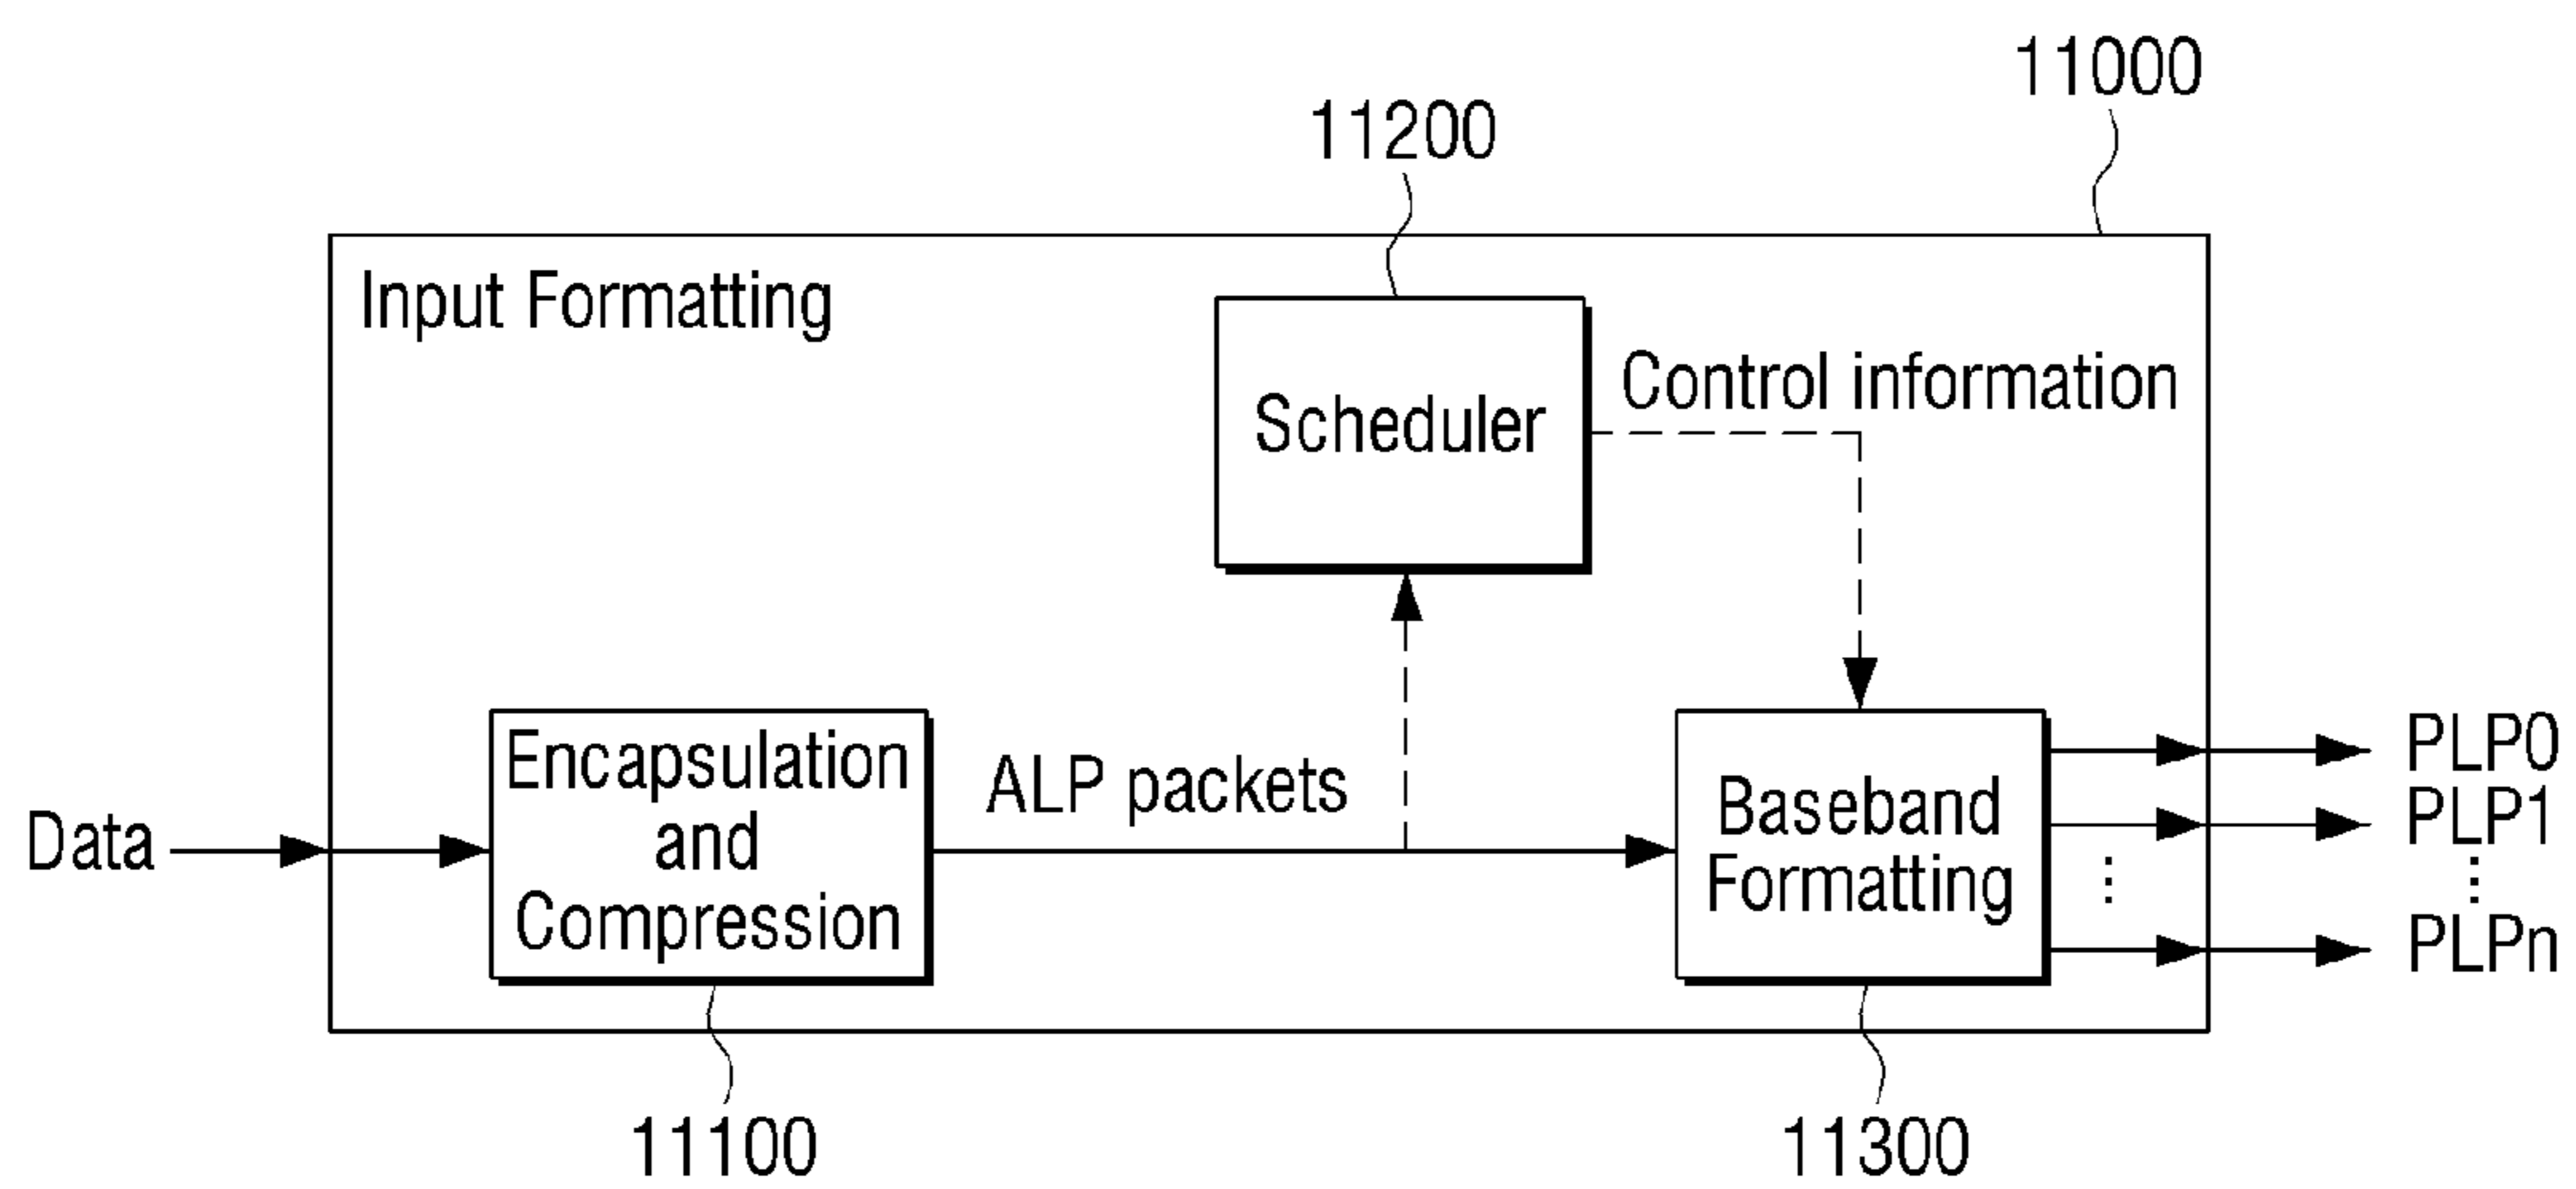 11000
11200
Input Formatting
Scheduler
Control information
Encapsulation
and
Compression
ALP packets
Baseband
Formatting
Data
PLP0
PLP1
PLPn
11100
11300